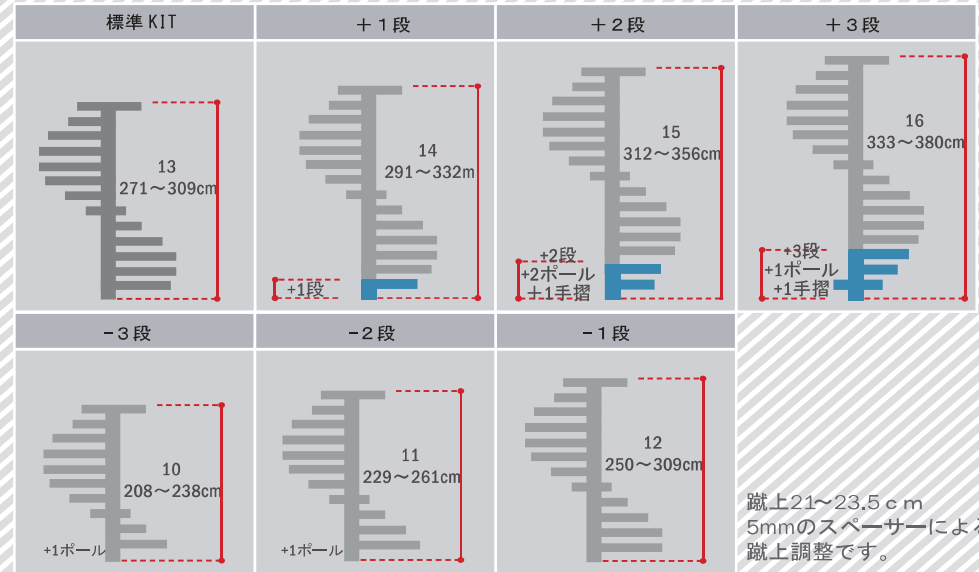 標準KIT
+1段
+2段
+3段
13
271～309cm
14
291～332m
+1段
15
312～356cm
+2段
+2ポール
+1手摺
16
333～380cm
+3段
+1ポール
+1手摺
-3段
-2段
-1段
10
208～238cm
+1ポール
11
229～261cm
+1ポール
12
250～309cm
蹴上21～23.5cm
5mmのスペーサーによる
蹴上調整です。